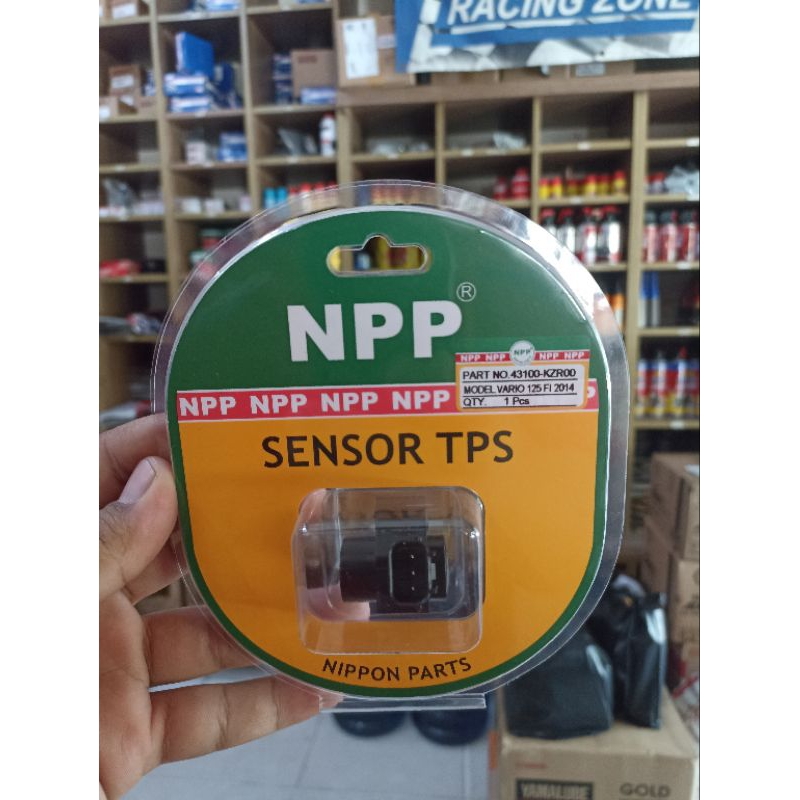 RACING ZONE
NPP®
NPP NPP NPP NPP NPP
PART NO.43100-KZR00
MODEL VARIO 125 Fi 2014
QTY. 1 Pcs
NPP NPP NPP NPP
SENSOR TPS
NIPPON PARTS
YAMALUBE GOLD